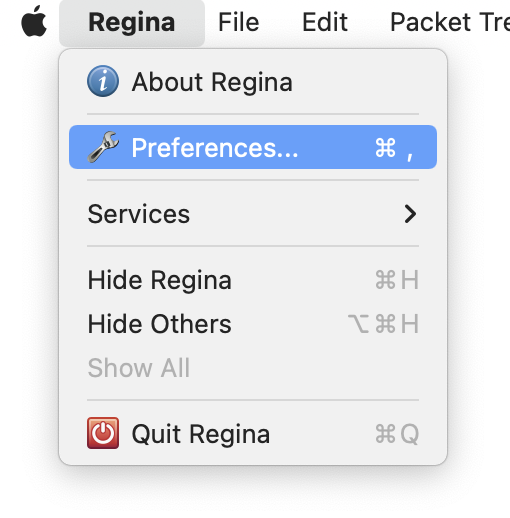 Regina File Edit Packet Tre
About Regina
Preferences... ⌘ ,
Services
Hide Regina ⌘H
Hide Others ⌥⌘H
Show All
Quit Regina ⌘Q